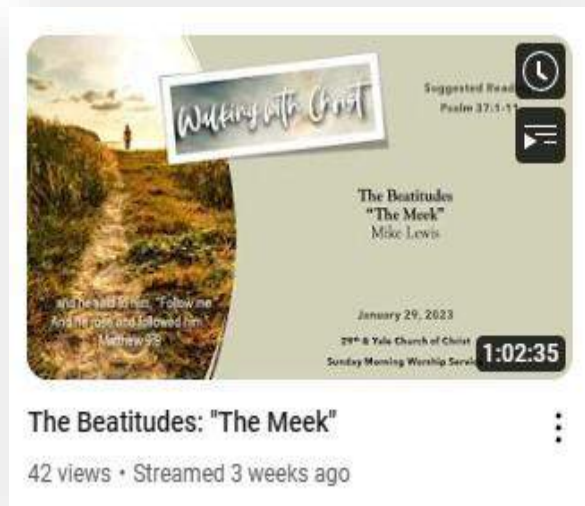 Walking with Christ
Suggested Read
Psalm 37:1-11
The Beatitudes
"The Meek"
Mike Lewis
and he said to him, "Follow me
And he rose and followed him."
Matthew 9:9
January 29, 2023
29th & Yale Church of Christ
Sunday Morning Worship Servic
1:02:35
The Beatitudes: "The Meek"
42 views • Streamed 3 weeks ago